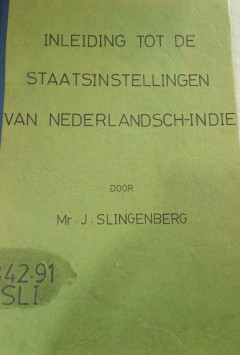 INLEIDING TOT DE
STAATSINSTELLINGEN
VAN NEDERLANDSCH-INDIE
DOOR
Mr. J. SLINGENBERG
342.91
SLI